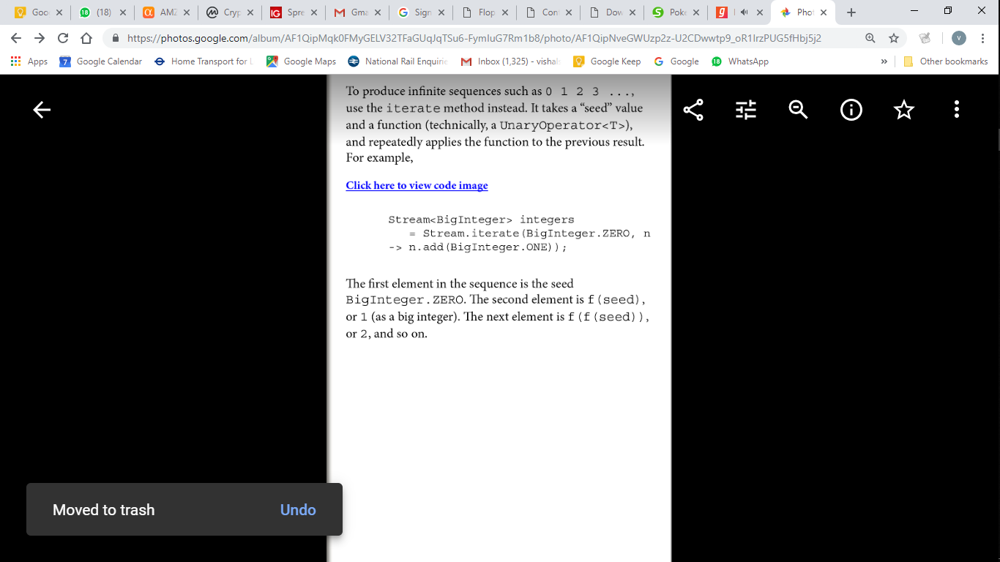 Goo
(18)
AMZ
Cryp
IG
Spre
Gma
Sign
Flop
Con
Dow
Poke
g
Phot
https://photos.google.com/album/AF1QipMqk0FMyGELV32TFaGUqJqTSu6-FymIuG7Rm1b8/photo/AF1QipNveGWUzp2z-U2CDwwtp9_oR1IrzPUG5fHbj5j2
V
Apps
7 Google Calendar
Home Transport for L
Google Maps
National Rail Enquirie
Inbox (1,325) - vishal
Google Keep
Google
18 WhatsApp
»
Other bookmarks
To produce infinite sequences such as 0 1 2 3 ...,
use the iterate method instead. It takes a “seed” value
and a function (technically, a UnaryOperator<T>),
and repeatedly applies the function to the previous result.
For example,
Click here to view code image
Stream<BigInteger> integers
= Stream.iterate(BigInteger.ZERO, n
-> n.add(BigInteger.ONE));
The first element in the sequence is the seed
BigInteger.ZERO. The second element is f(seed),
or 1 (as a big integer). The next element is f(f(seed)),
or 2, and so on.
Moved to trash
Undo